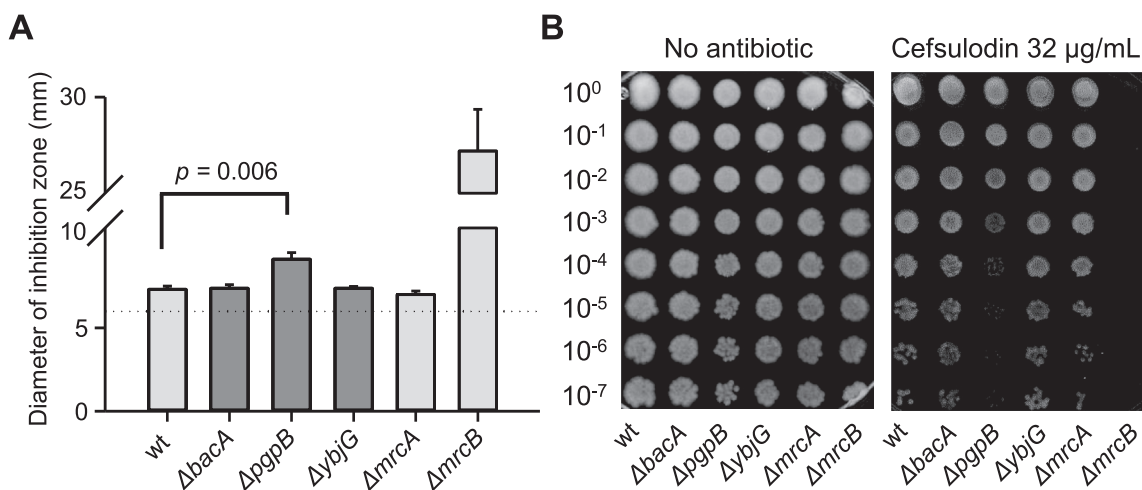 A
Diameter of inhibition zone (mm)
30
25
10
5
0
p = 0.006
wt
ΔbacA
ΔpgpB
ΔybjG
ΔmrcA
ΔmrcB
B
No antibiotic
Cefsulodin 32 µg/mL
10⁰
10⁻¹
10⁻²
10⁻³
10⁻⁴
10⁻⁵
10⁻⁶
10⁻⁷
wt
ΔbacA
ΔpgpB
ΔybjG
ΔmrcA
ΔmrcB
wt
ΔbacA
ΔpgpB
ΔybjG
ΔmrcA
ΔmrcB